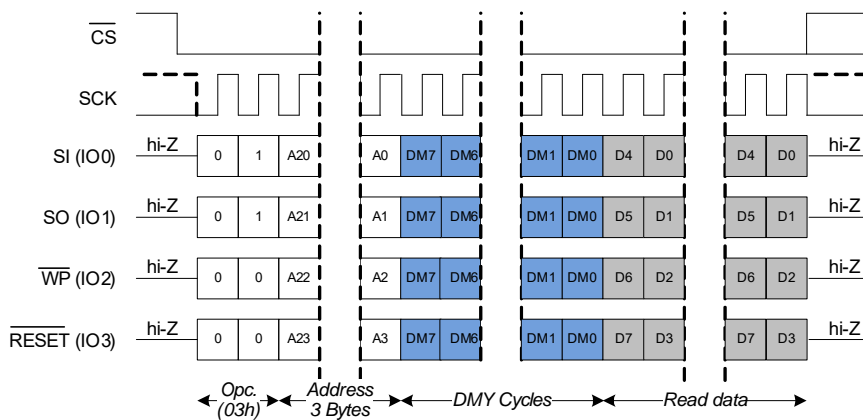 CS
SCK
hi-Z 0 1 A20 A0 DM7 DM6 DM1 DM0 D4 D0 D4 D0 hi-Z
SI (IO0)
hi-Z 0 1 A21 A1 DM7 DM6 DM1 DM0 D5 D1 D5 D1 hi-Z
SO (IO1)
hi-Z 0 0 A22 A2 DM7 DM6 DM1 DM0 D6 D2 D6 D2 hi-Z
WP (IO2)
hi-Z 0 0 A23 A3 DM7 DM6 DM1 DM0 D7 D3 D7 D3 hi-Z
RESET (IO3)
Opc. (03h)
Address 3 Bytes
DMY Cycles
Read data